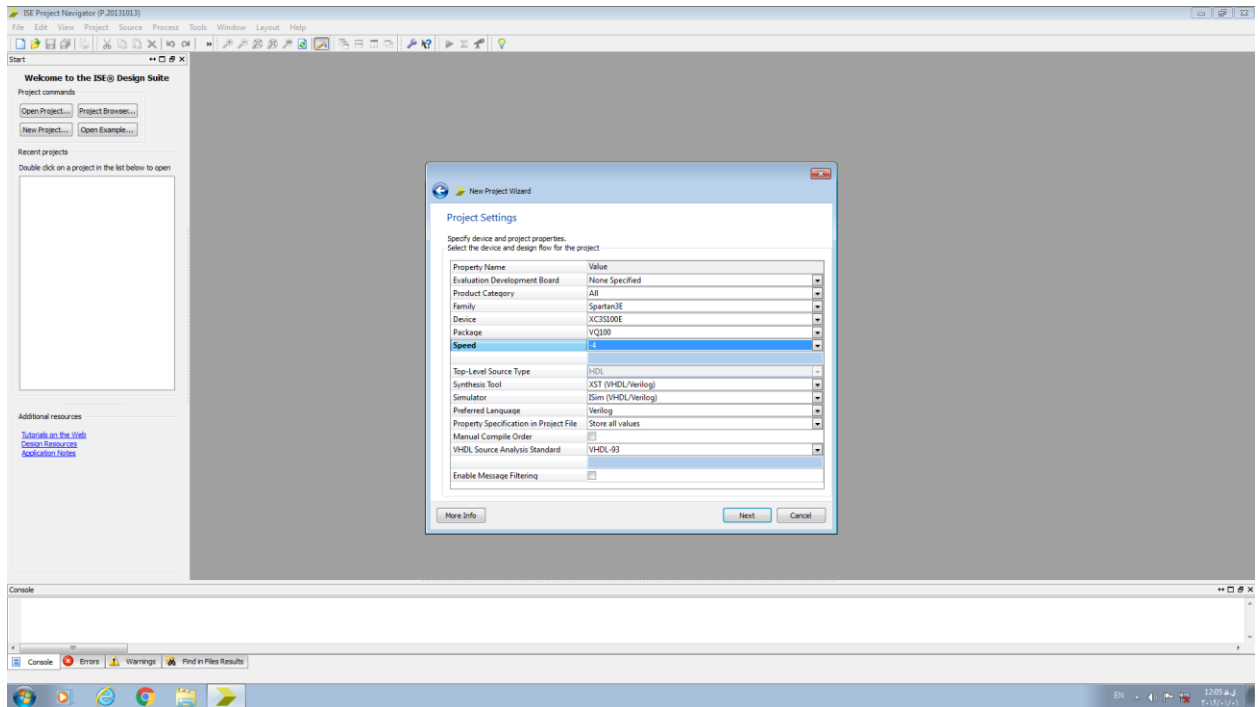 ISE Project Navigator (P.20131013)
File Edit View Project Source Process Tools Window Layout Help
Start
Welcome to the ISE® Design Suite
Project commands
Open Project... Project Browser...
New Project... Open Example...
Recent projects
Double click on a project in the list below to open
Additional resources
Tutorials on the Web
Design Resources
Application Notes
New Project Wizard
Project Settings
Specify device and project properties.
Select the device and design flow for the project
Property Name Value
Evaluation Development Board None Specified
Product Category All
Family Spartan3E
Device XC3S100E
Package VQ100
Speed -4
Top-Level Source Type HDL
Synthesis Tool XST (VHDL/Verilog)
Simulator ISim (VHDL/Verilog)
Preferred Language Verilog
Property Specification in Project File Store all values
Manual Compile Order
VHDL Source Analysis Standard VHDL-93
Enable Message Filtering
More Info Next Cancel
Console
Console Errors Warnings Find in Files Results
EN 12:05 ق.ظ